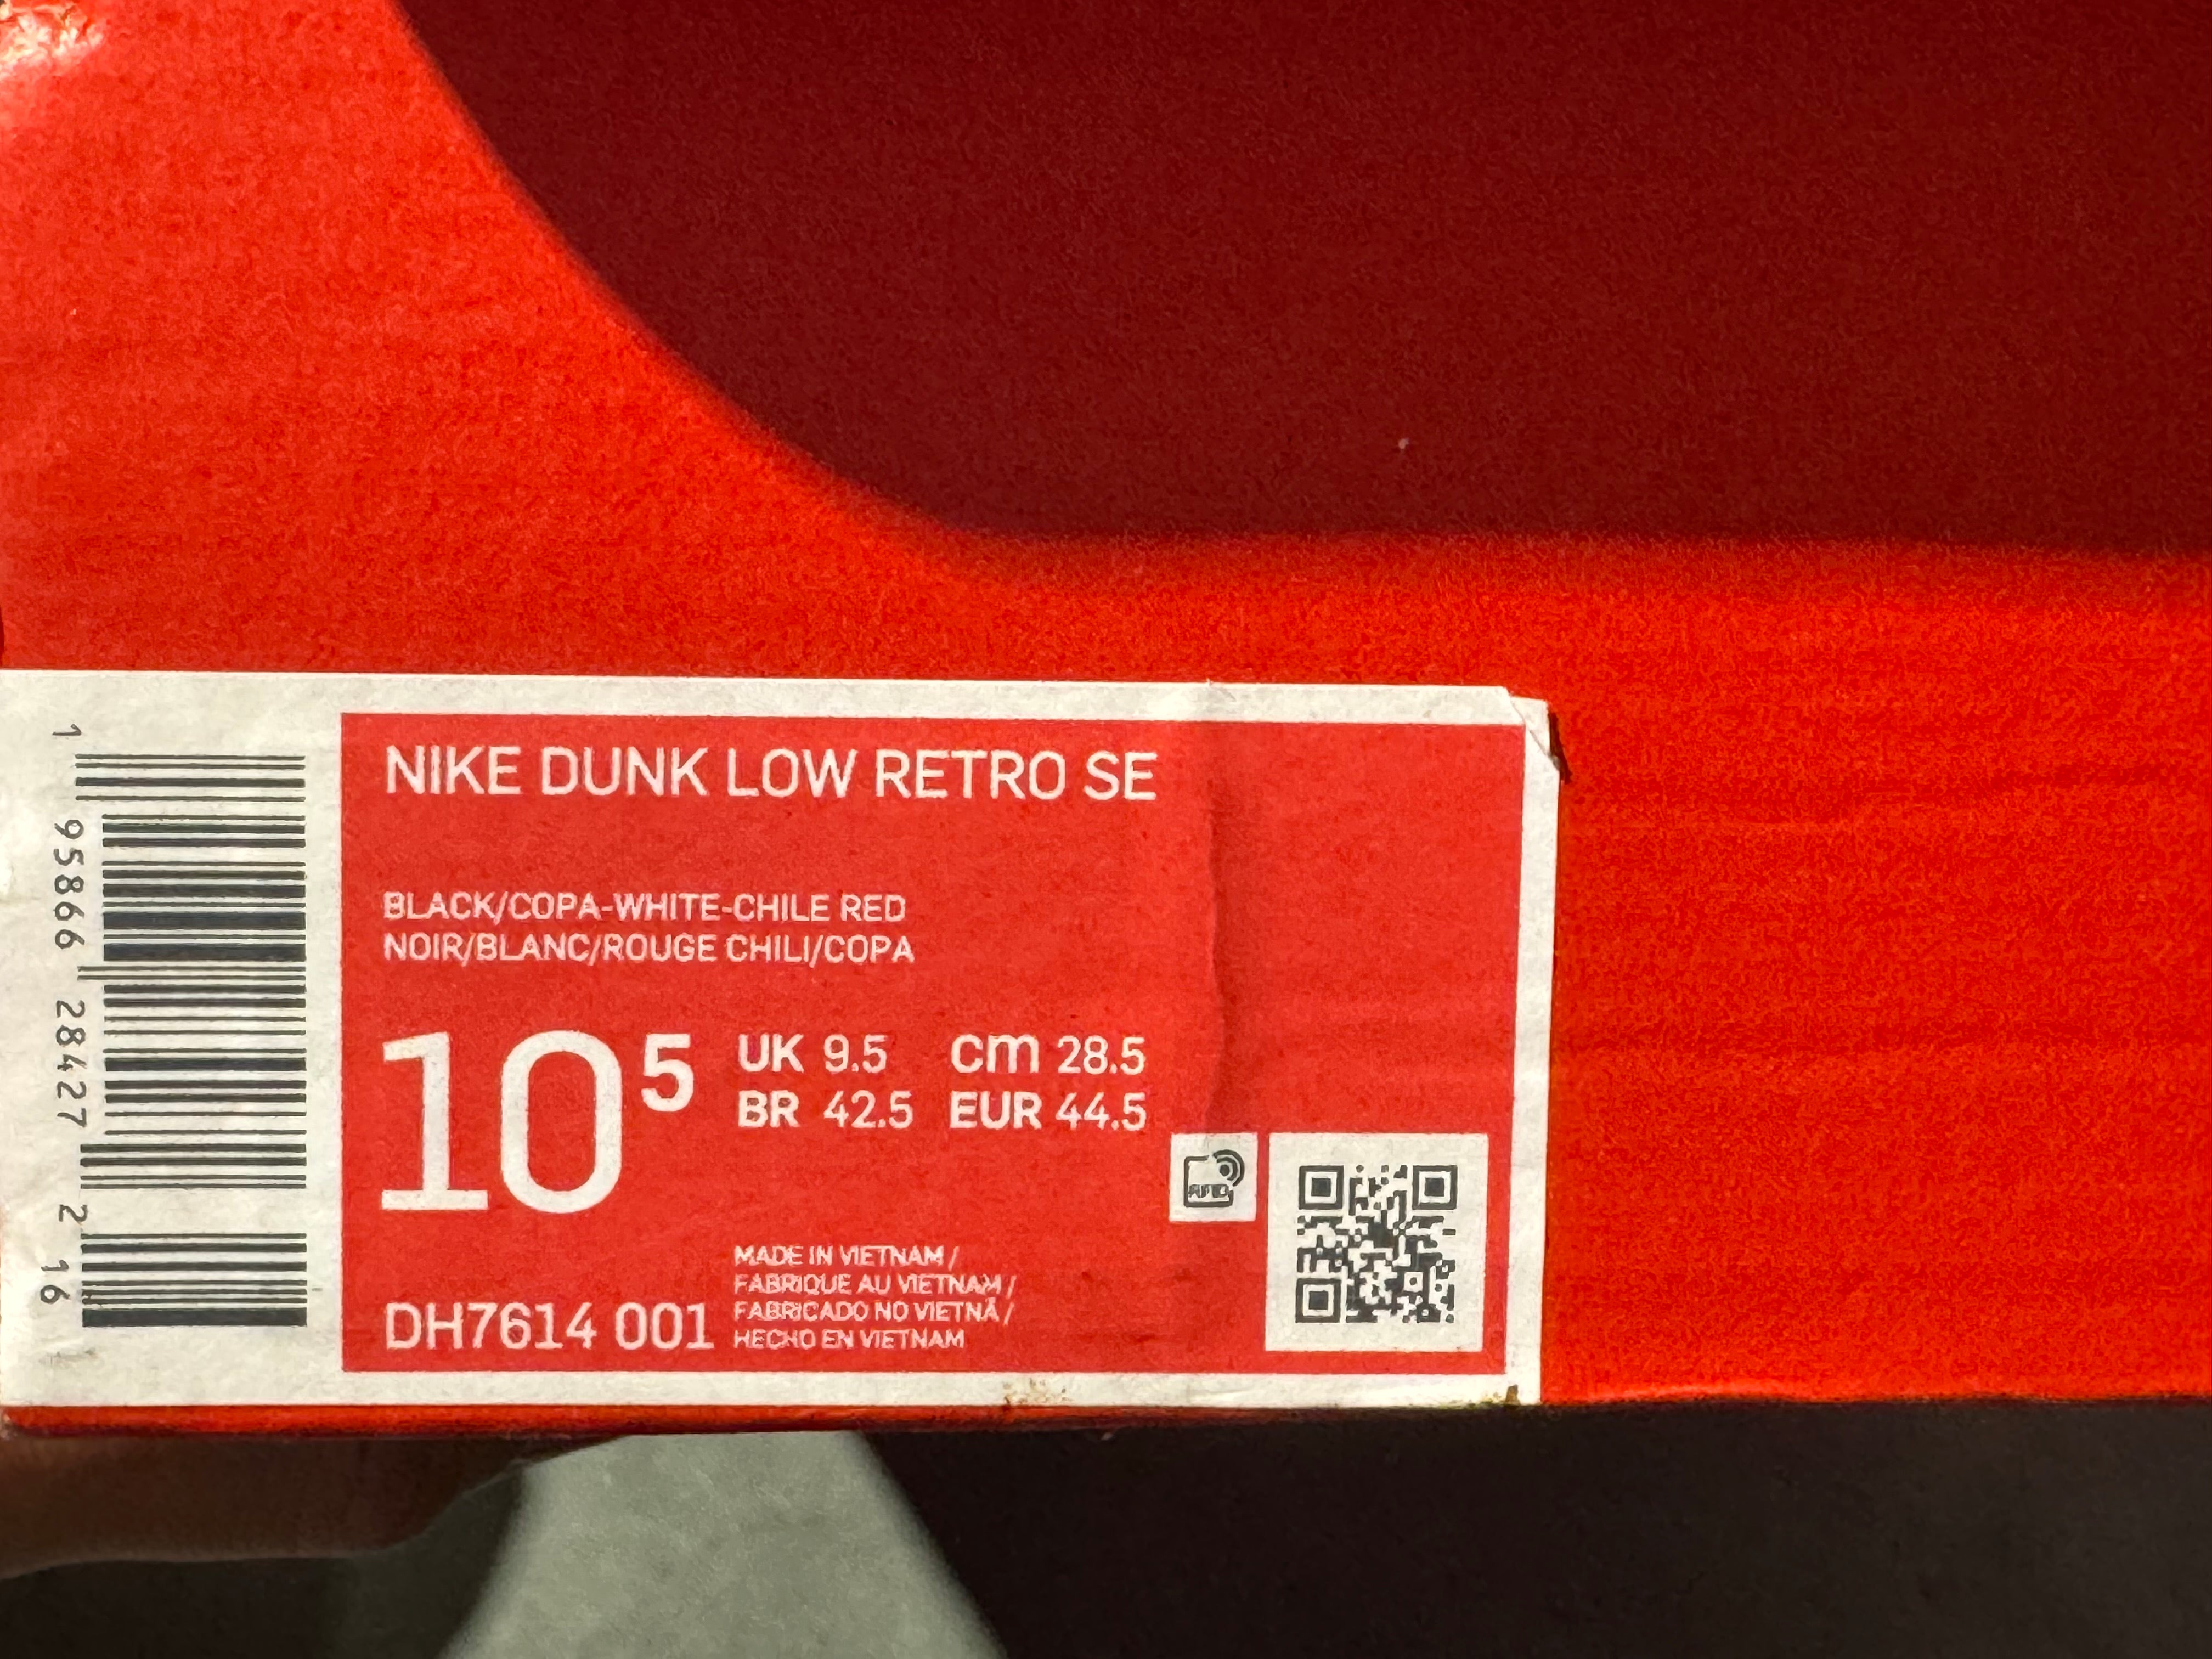 1 95866 28427 2 16
NIKE DUNK LOW RETRO SE
BLACK/COPA-WHITE-CHILE RED
NOIR/BLANC/ROUGE CHILI/COPA
10 5
UK 9.5 cm 28.5
BR 42.5 EUR 44.5
RFID
DH7614 001
MADE IN VIETNAM /
FABRIQUE AU VIETNAM /
FABRICADO NO VIETNÃ /
HECHO EN VIETNAM